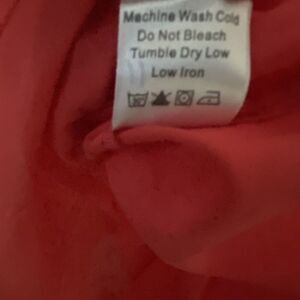 Machine Wash Cold
Do Not Bleach
Tumble Dry Low
Low Iron